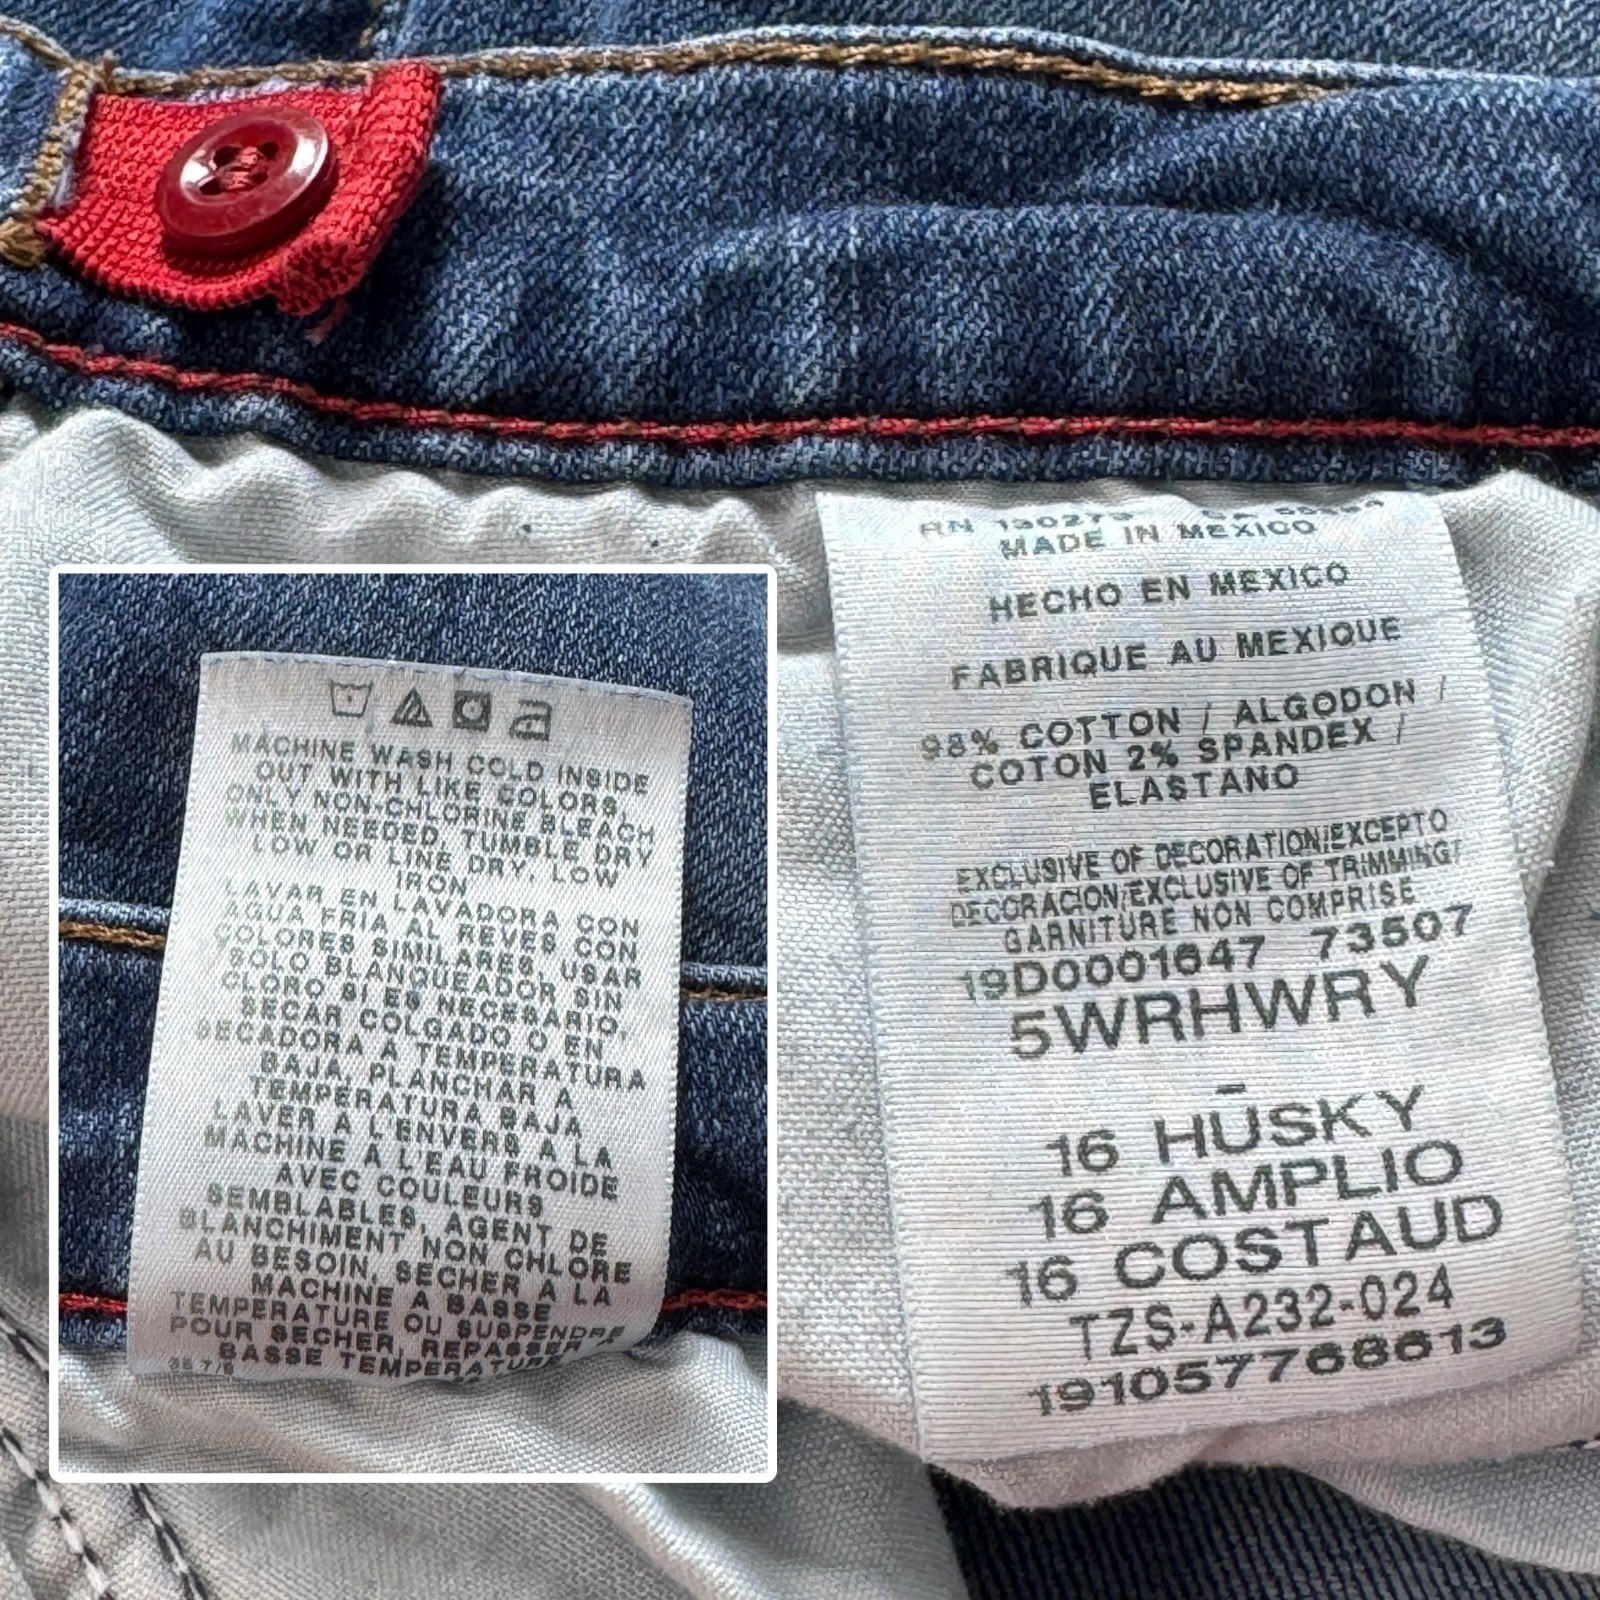 MACHINE WASH COLD INSIDE
OUT WITH LIKE COLORS,
ONLY NON-CHLORINE BLEACH
WHEN NEEDED, TUMBLE DRY
LOW OR LINE DRY, LOW
IRON
LAVAR EN LAVADORA CON
AGUA FRIA AL REVES CON
COLORES SIMILARES, USAR
SOLO BLANQUEADOR SIN
CLORO SI ES NECESARIO,
SECAR COLGADO O EN
SECADORA A TEMPERATURA
BAJA, PLANCHAR A
TEMPERATURA BAJA
LAVER A L'ENVERS A LA
MACHINE A L'EAU FROIDE
AVEC COULEURS
SEMBLABLES, AGENT DE
BLANCHIMENT NON CHLORE
AU BESOIN, SECHER A LA
MACHINE A BASSE
TEMPERATURE OU SUSPENDRE
POUR SECHER, REPASSER
BASSE TEMPERATURE
RN
MADE IN MEXICO
HECHO EN MEXICO
FABRIQUE AU MEXIQUE
98% COTTON / ALGODON /
COTON 2% SPANDEX /
ELASTANO
EXCLUSIVE OF DECORATION/EXCEPTO
DECORACION/EXCLUSIVE OF TRIMMING/
GARNITURE NON COMPRISE
19D0001647 73507
5WRHWRY
16 HŪSKY
16 AMPLIO
16 COSTAUD
TZS-A232-024
191057768613